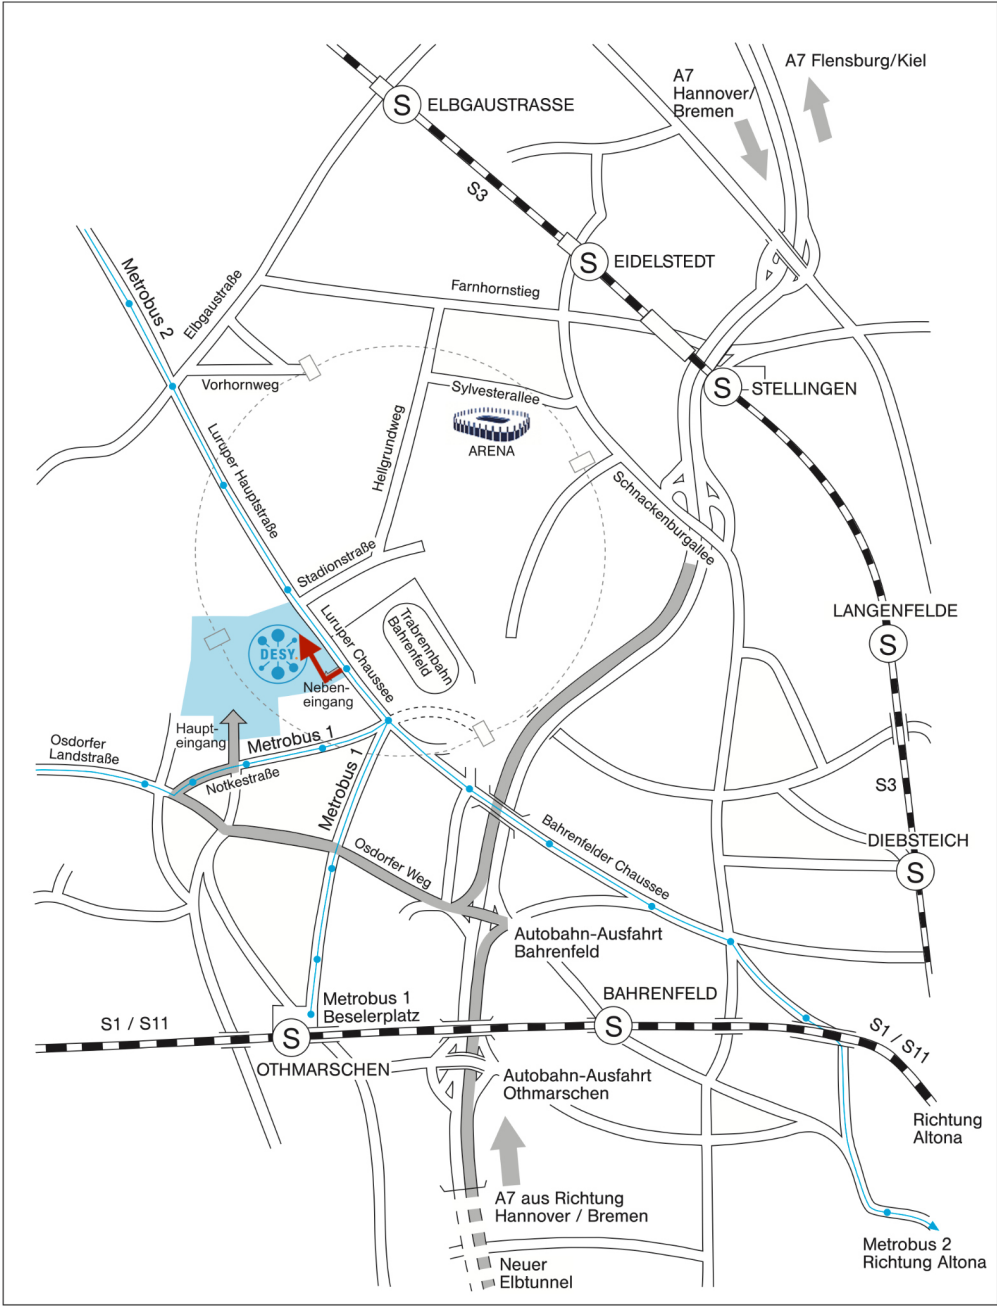 A7 Flensburg/Kiel
A7
Hannover/
Bremen
S
ELBGAUSTRASSE
S3
S
EIDELSTEDT
Metrobus 2
Elbgaustraße
Farnhornstieg
Vorhornweg
Sylvesterallee
S
STELLINGEN
ARENA
Hellgrundweg
Luruper Hauptstraße
Schnackenburgallee
Stadionstraße
LANGENFELDE
S
Luruper Chaussee
Trabrennbahn
Bahrenfeld
DESY
Neben-
eingang
Haupt-
eingang
Metrobus 1
Osdorfer
Landstraße
Notkestraße
Metrobus 1
S3
Bahrenfelder Chaussee
DIEBSTEICH
S
Osdorfer Weg
Autobahn-Ausfahrt
Bahrenfeld
BAHRENFELD
S
Metrobus 1
Beselerplatz
S1 / S11
S
OTHMARSCHEN
S1 / S11
Autobahn-Ausfahrt
Othmarschen
Richtung
Altona
A7 aus Richtung
Hannover / Bremen
Metrobus 2
Richtung Altona
Neuer
Elbtunnel